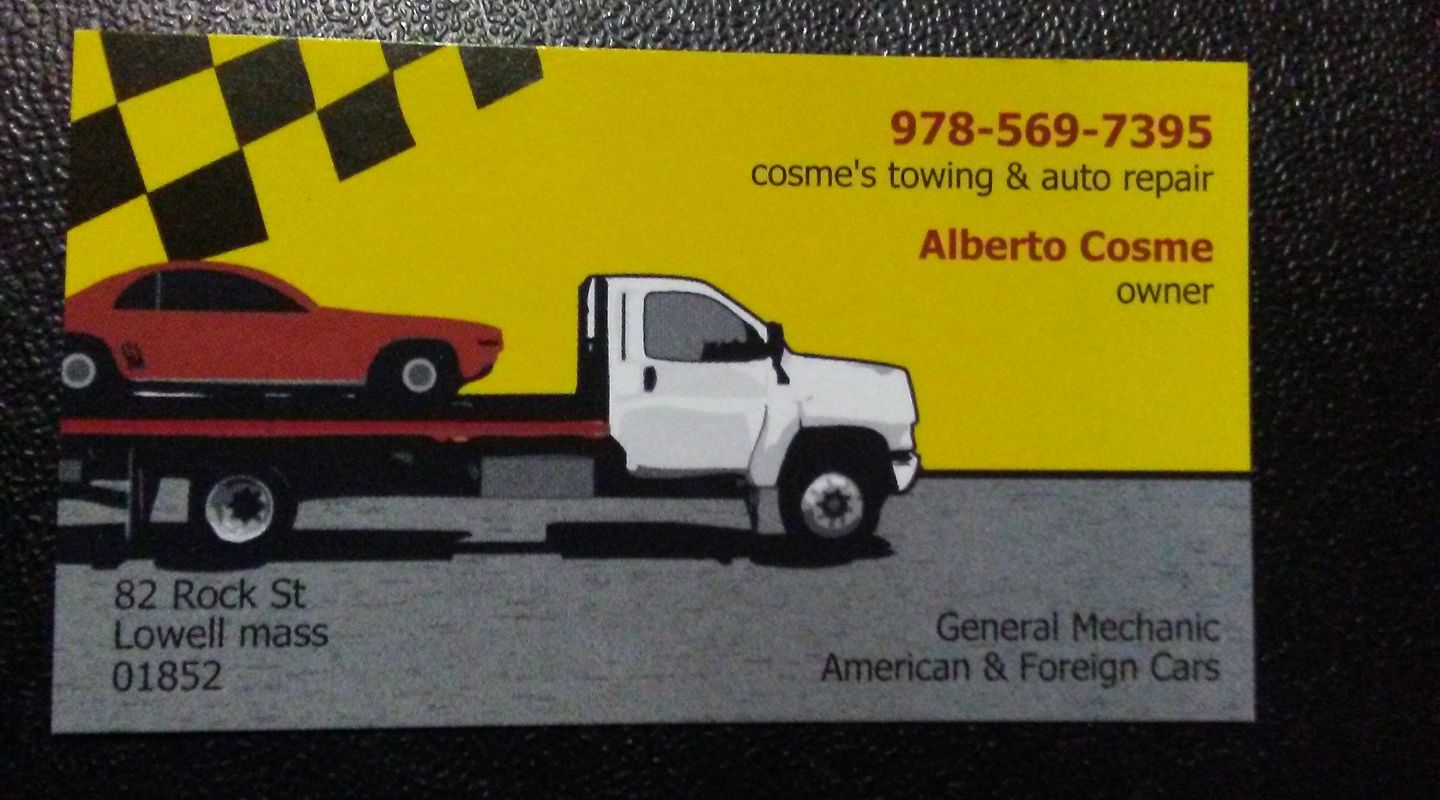 978-569-7395
cosme's towing & auto repair
Alberto Cosme
owner
82 Rock St
Lowell mass
01852
General Mechanic
American & Foreign Cars